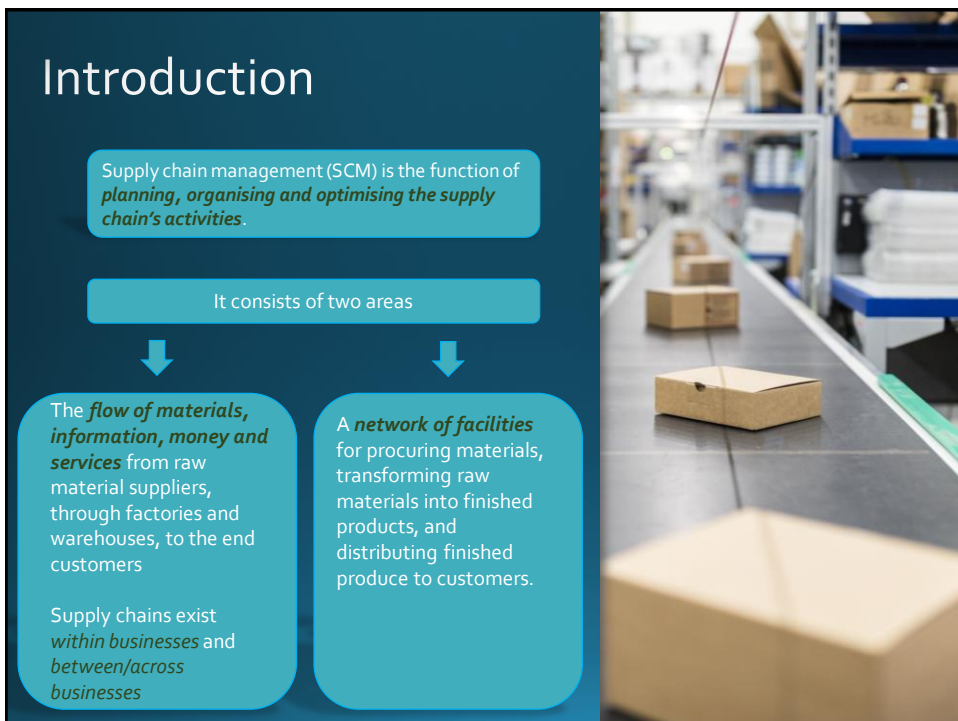 Introduction
Supply chain management (SCM) is the function of
planning, organising and optimising the supply
chain's activities.
It consists of two areas
The flow of materials,
information, money and
services from raw
material suppliers,
through factories and
warehouses, to the end
customers
Supply chains exist
within businesses and
between/across
businesses
A network of facilities
for procuring materials,
transforming raw
materials into finished
products, and
distributing finished
produce to customers.